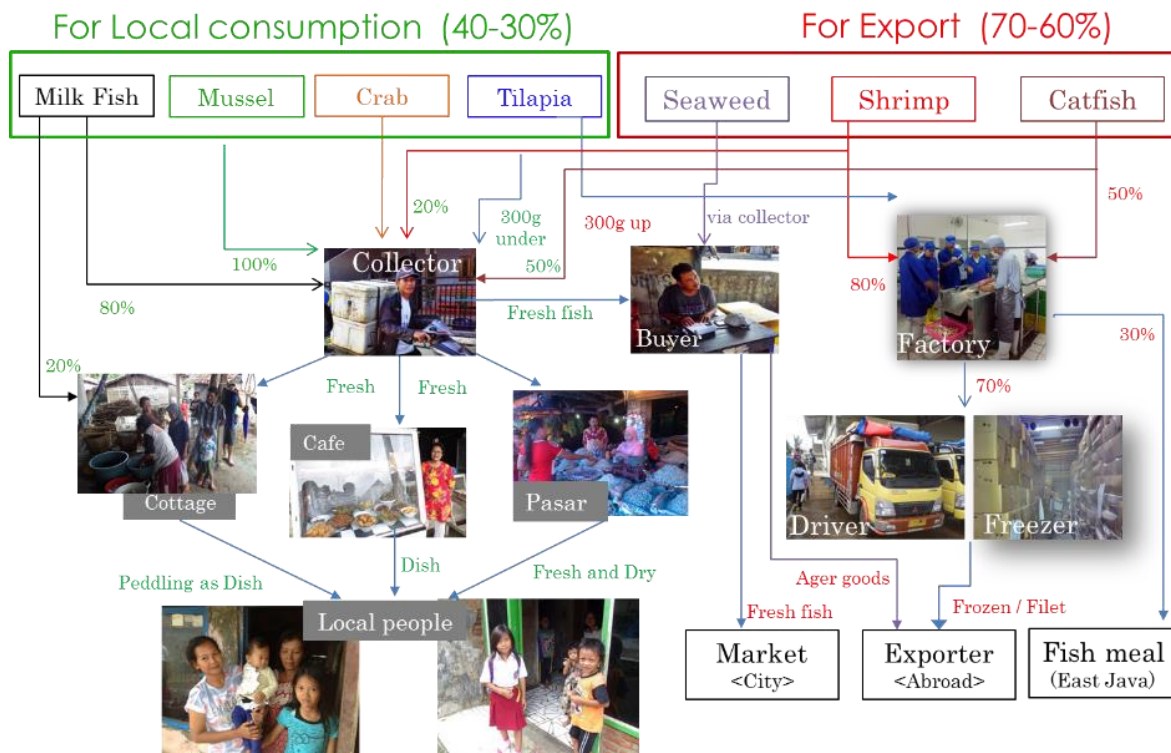 For Local consumption (40-30%)
For Export (70-60%)
Milk Fish
Mussel
Crab
Tilapia
Seaweed
Shrimp
Catfish
20%
300g
under
300g up
via collector
50%
100%
Collector
50%
80%
80%
Fresh fish
Buyer
Factory
30%
20%
Fresh
Fresh
70%
Cafe
Cottage
Pasar
Driver
Freezer
Peddling as Dish
Dish
Fresh and Dry
Ager goods
Local people
Fresh fish
Frozen / Filet
Market
<City>
Exporter
<Abroad>
Fish meal
(East Java)